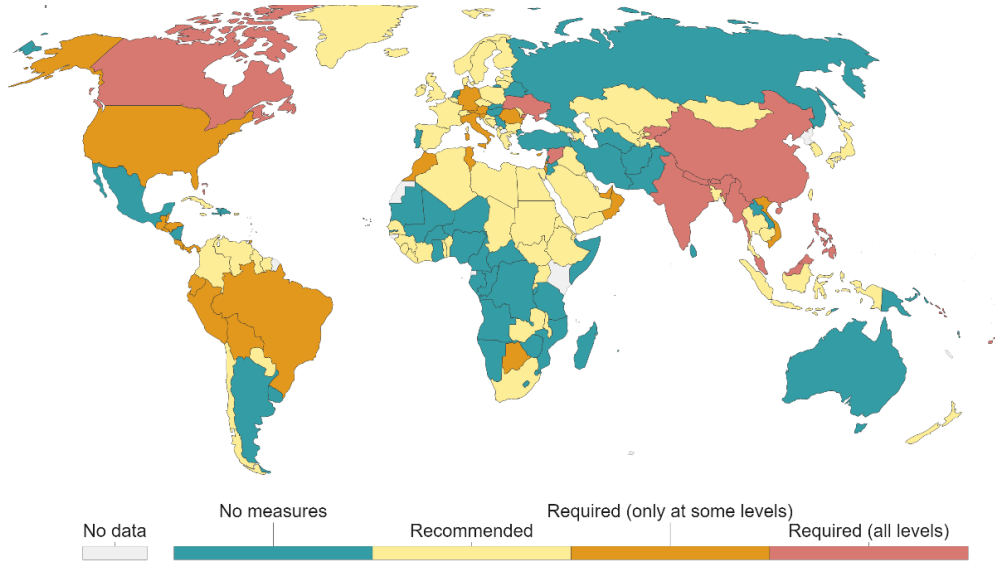 No data
No measures
Recommended
Required (only at some levels)
Required (all levels)